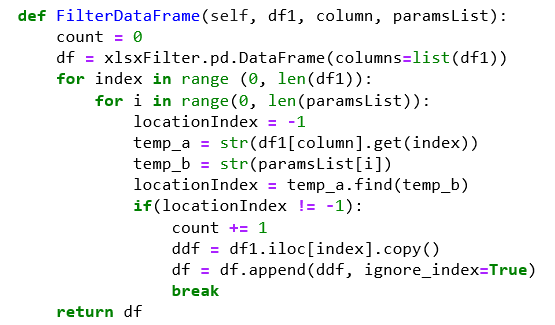 def FilterDataFrame(self, df1, column, paramsList):
    count = 0
    df = xlsxFilter.pd.DataFrame(columns=list(df1))
    for index in range (0, len(df1)):
        for i in range(0, len(paramsList)):
            locationIndex = -1
            temp_a = str(df1[column].get(index))
            temp_b = str(paramsList[i])
            locationIndex = temp_a.find(temp_b)
            if(locationIndex != -1):
                count += 1
                ddf = df1.iloc[index].copy()
                df = df.append(ddf, ignore_index=True)
                break
    return df